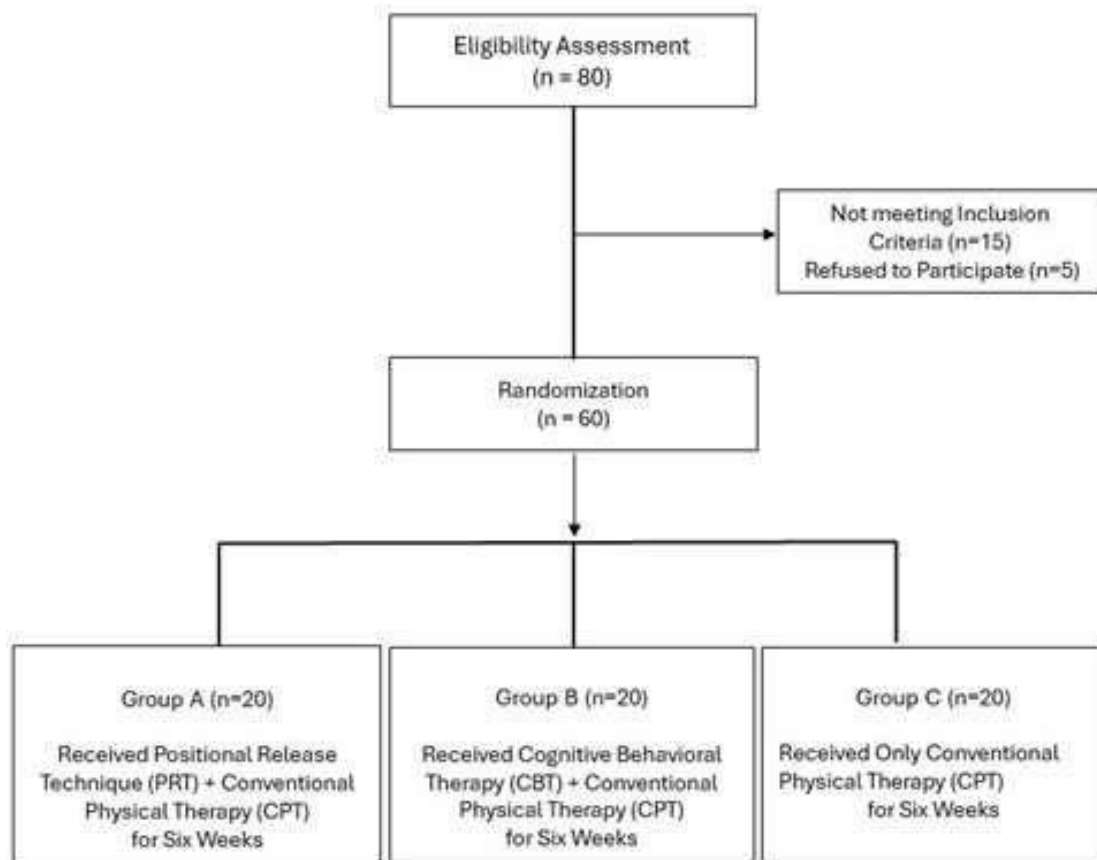 Eligibility Assessment
(n = 80)
Not meeting Inclusion
Criteria (n=15)
Refused to Participate (n=5)
Randomization
(n = 60)
Group A (n=20)
Received Positional Release
Technique (PRT) + Conventional
Physical Therapy (CPT)
for Six Weeks
Group B (n=20)
Received Cognitive Behavioral
Therapy (CBT) + Conventional
Physical Therapy (CPT)
for Six Weeks
Group C (n=20)
Received Only Conventional
Physical Therapy (CPT)
for Six Weeks